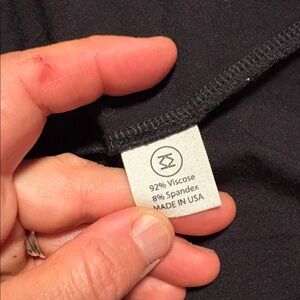 92% Viscose
8% Spandex
MADE IN USA